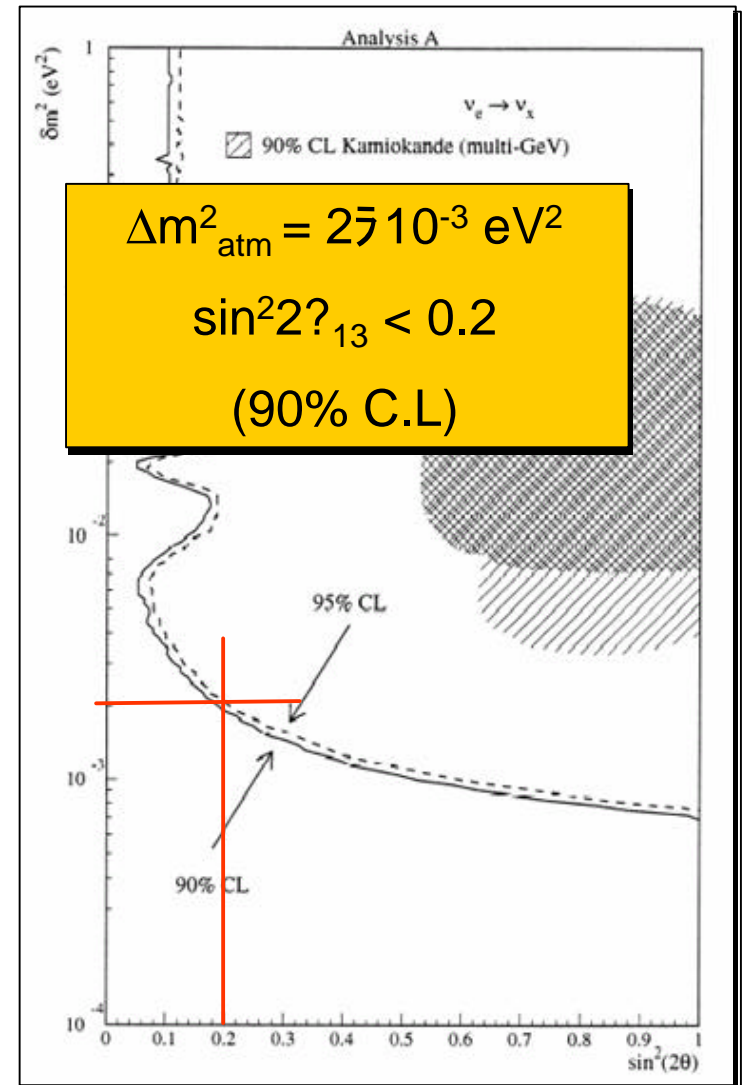 Analysis A
δm² (eV²)
1
νₑ → νₓ
90% CL Kamiokande (multi-GeV)
Δm²ₐₜₘ = 2ﾗ10⁻³ eV²
sin²2?₁₃ < 0.2
(90% C.L)
10⁻²
95% CL
10⁻³
90% CL
10⁻⁴
0 0.1 0.2 0.3 0.4 0.5 0.6 0.7 0.8 0.9 1
sin²(2θ)